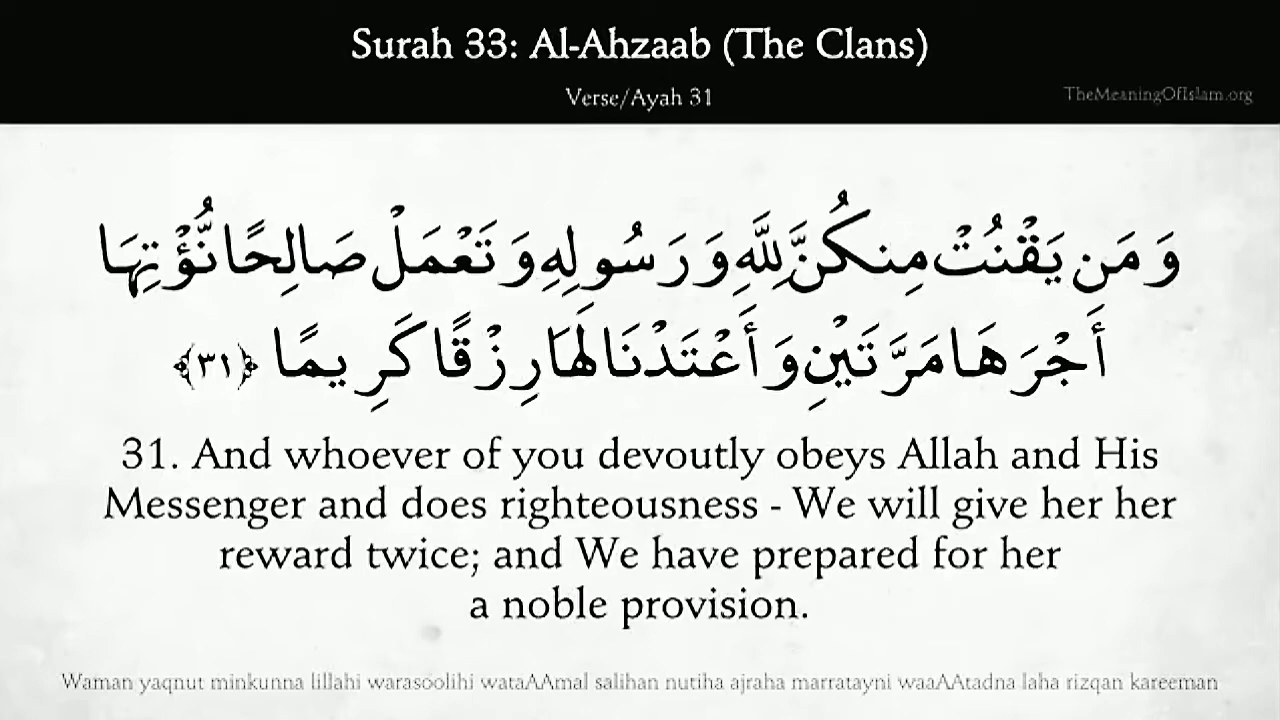 Surah 33: Al-Ahzaab (The Clans)
Verse/Ayah 31
TheMeaningOfIslam.org
وَمَن يَقْنُتْ مِنكُنَّ لِلَّهِ وَرَسُولِهِ وَتَعْمَلْ صَالِحًا نُّؤْتِهَا
أَجْرَهَا مَرَّتَيْنِ وَأَعْتَدْنَا لَهَا رِزْقًا كَرِيمًا ﴿٣١﴾
31. And whoever of you devoutly obeys Allah and His
Messenger and does righteousness - We will give her her
reward twice; and We have prepared for her
a noble provision.
Waman yaqnut minkunna lillahi warasoolihi wataAAmal salihan nutiha ajraha marratayni waaAAtadna laha rizqan kareeman